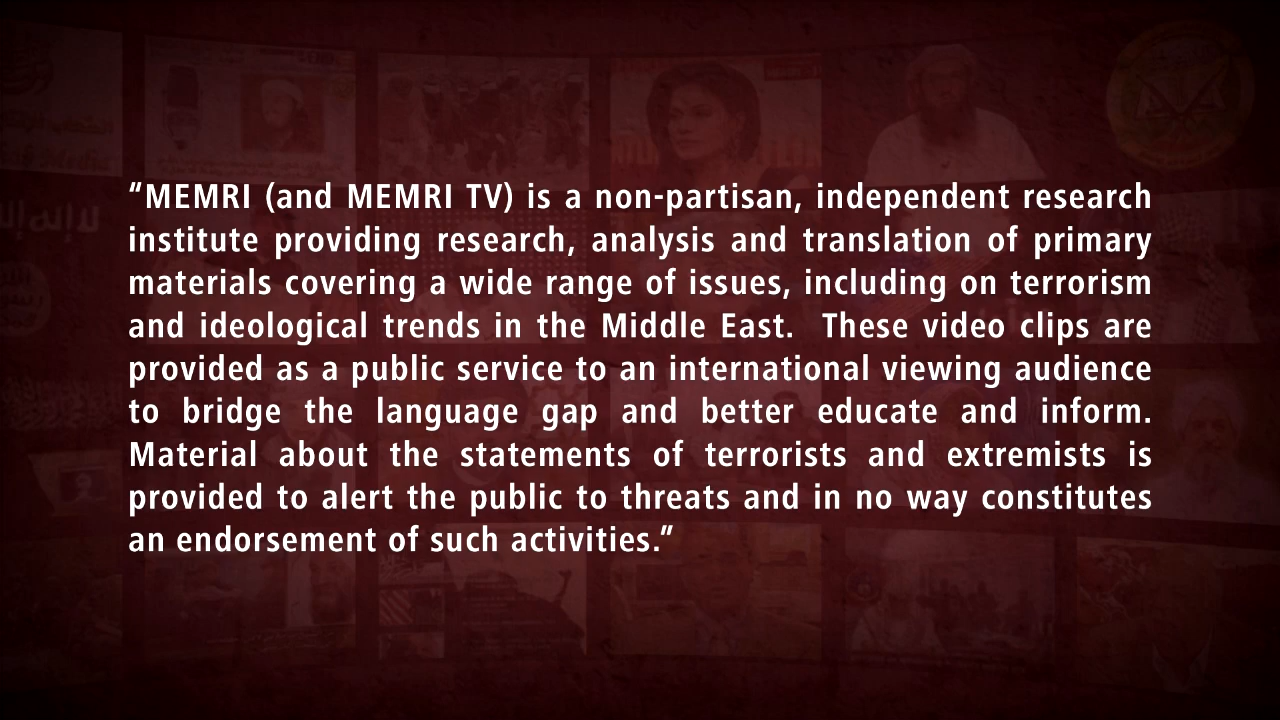 “MEMRI (and MEMRI TV) is a non-partisan, independent research
institute providing research, analysis and translation of primary
materials covering a wide range of issues, including on terrorism
and ideological trends in the Middle East.  These video clips are
provided as a public service to an international viewing audience
to bridge the language gap and better educate and inform.
Material about the statements of terrorists and extremists is
provided to alert the public to threats and in no way constitutes
an endorsement of such activities.”